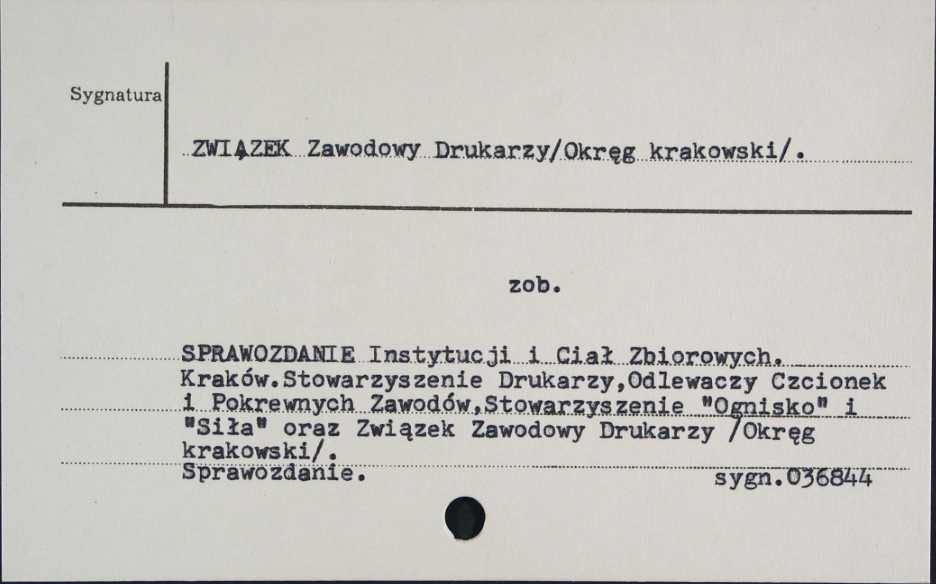 Sygnatura
ZWIĄZEK Zawodowy Drukarzy/Okręg krakowski/.
zob.
SPRAWOZDANIE Instytucji i Ciał Zbiorowych.
Kraków.Stowarzyszenie Drukarzy,Odlewaczy Czcionek
i Pokrewnych Zawodów,Stowarzyszenie "Ognisko" i
"Siła" oraz Związek Zawodowy Drukarzy /Okręg
krakowski/.
Sprawozdanie. sygn.036844